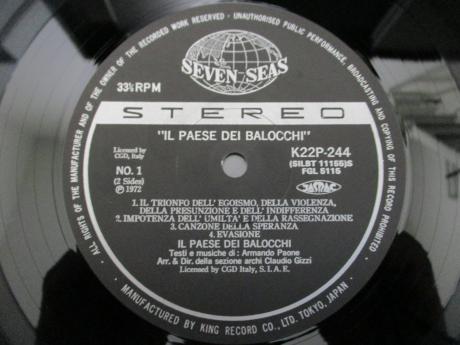 ALL RIGHTS OF THE MANUFACTURER AND OF THE OWNER OF THE RECORDED WORK RESERVED - UNAUTHORISED PUBLIC PERFORMANCE, BROADCASTING AND COPYING OF THIS RECORD PROHIBITED.
SEVEN SEAS
33⅓ RPM
STEREO
"IL PAESE DEI BALOCCHI"
Licensed by
CGD, Italy
K22P-244
(SILBT 11155)S
FGL 5115
NO. 1
(2 Sides)
Ⓟ 1972
JASRAC
1. IL TRIONFO DELL' EGOISMO, DELLA VIOLENZA,
DELLA PRESUNZIONE E DELL' INDIFFERENZA
2. IMPOTENZA DELL' UMILTA' E DELLA RASSEGNAZIONE
3. CANZONE DELLA SPERANZA
4. EVASIONE
IL PAESE DEI BALOCCHI
Testi e musiche di: Armando Paone
Arr. & Dir. della sezione archi Claudio Gizzi
Licensed by CGD Italy, S. I. A. E.
MANUFACTURED BY KING RECORD CO., LTD. TOKYO, JAPAN